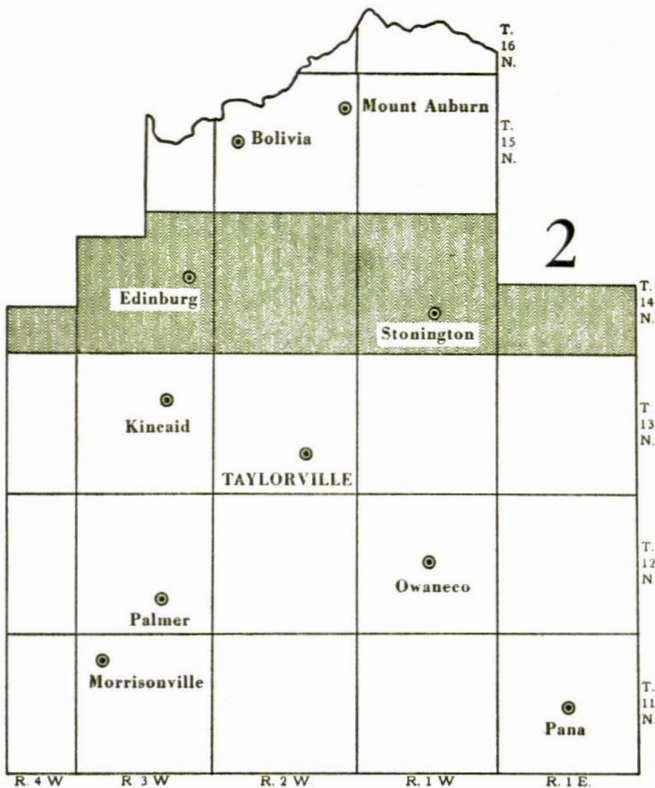 T.
16
N.
Mount Auburn
T.
15
N.
Bolivia
2
Edinburg
T.
14
N.
Stonington
Kincaid
T.
13
N.
TAYLORVILLE
T.
12
N.
Owaneco
Palmer
Morrisonville
T.
11
N.
Pana
R. 4 W
R. 3 W
R. 2 W.
R. 1 W
R. 1 E.